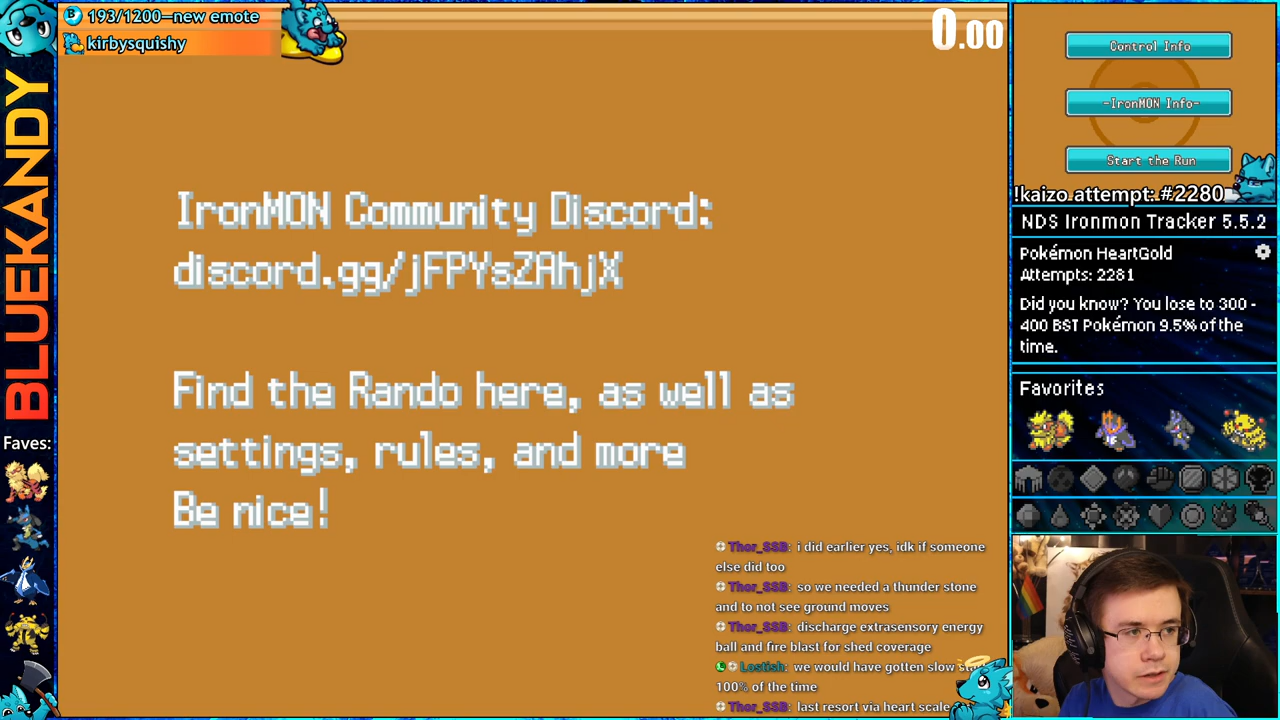 193/1200—new emote
kirbysquishy
0.00
BLUEKANDY
Faves:
IronMON Community Discord:
discord.gg/jFPYsZAhjX
Find the Rando here, as well as
settings, rules, and more
Be nice!
Thor_SSB: i did earlier yes, idk if someone
else did too
Thor_SSB: so we needed a thunder stone
and to not see ground moves
Thor_SSB: discharge extrasensory energy
ball and fire blast for shed coverage
Lostish: we would have gotten slow
100% of the time
Thor_SSB: last resort via heart scale
Control Info
-IronMON Info-
Start the Run
!kaizo attempt: #2280
NDS Ironmon Tracker 5.5.2
Pokémon HeartGold
Attempts: 2281
Did you know? You lose to 300 -
400 BST Pokémon 9.5% of the
time.
Favorites